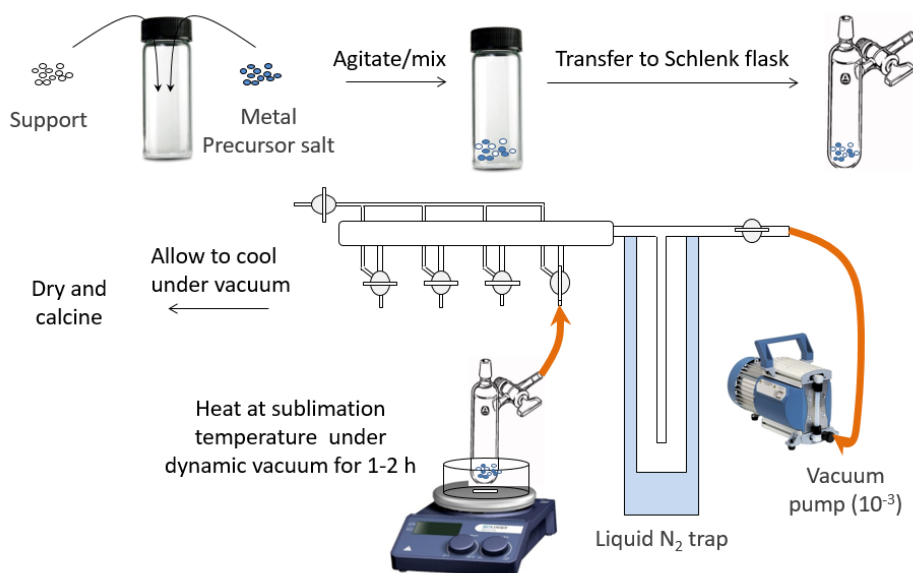 Support
Metal
Precursor salt
Agitate/mix
Transfer to Schlenk flask
Dry and
calcine
Allow to cool
under vacuum
Heat at sublimation
temperature under
dynamic vacuum for 1-2 h
Liquid N₂ trap
Vacuum
pump (10⁻³)